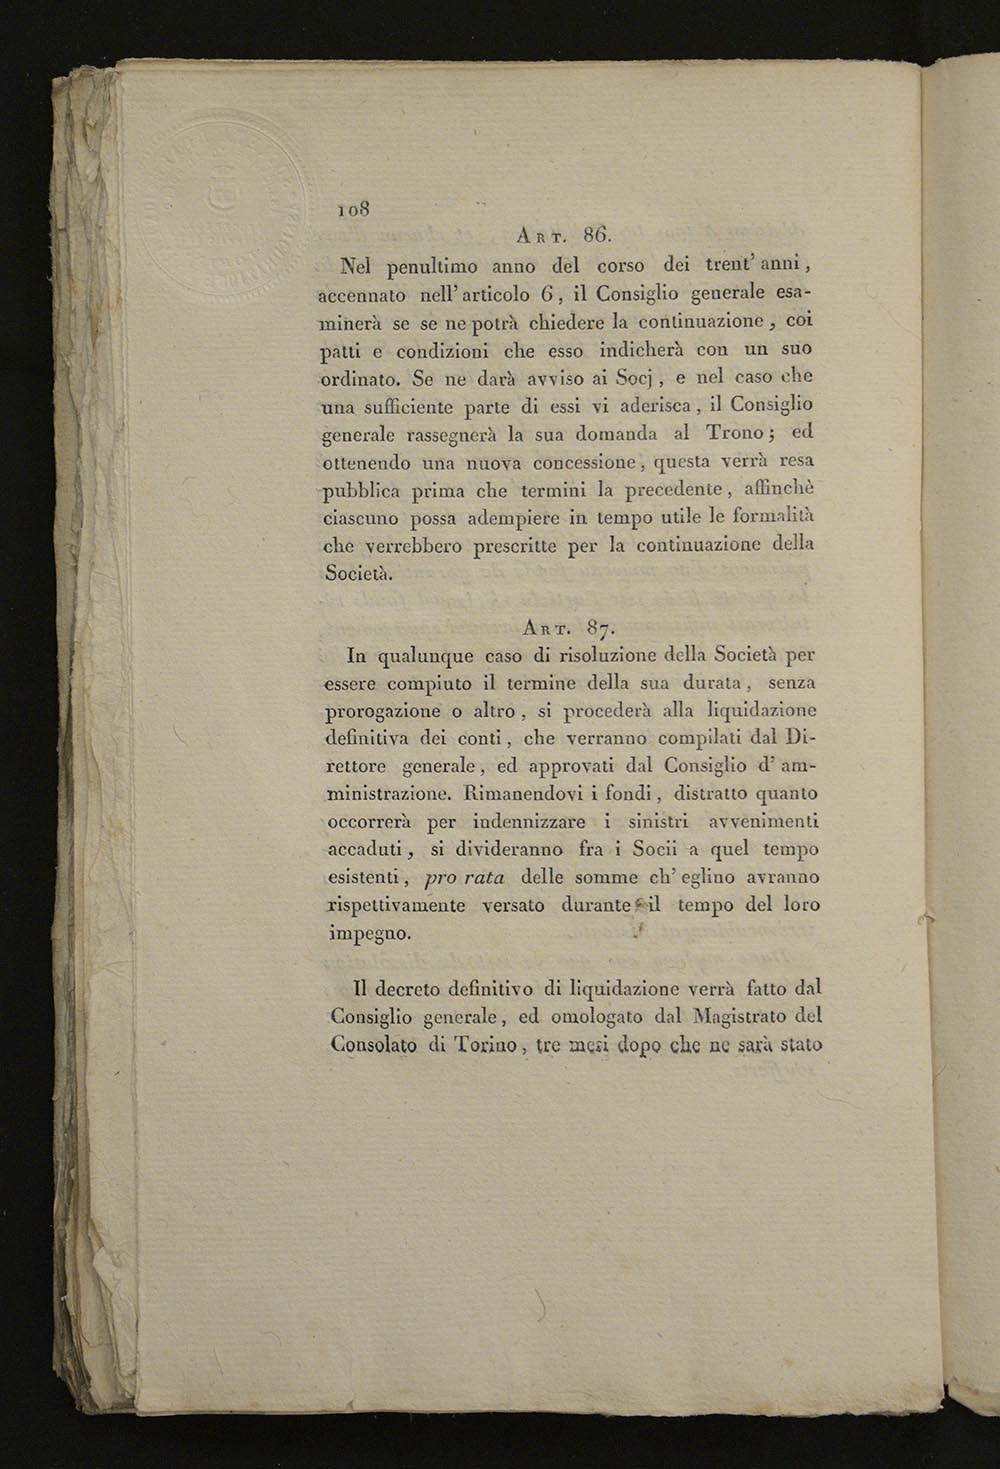 108
ART. 86.
Nel penultimo anno del corso dei trent' anni,
accennato nell' articolo 6, il Consiglio generale esa-
minerà se se ne potrà chiedere la continuazione, coi
patti e condizioni che esso indicherà con un suo
ordinato. Se ne darà avviso ai Socj, e nel caso che
una sufficiente parte di essi vi aderisca, il Consiglio
generale rassegnerà la sua domanda al Trono; ed
ottenendo una nuova concessione, questa verrà resa
pubblica prima che termini la precedente, affinchè
ciascuno possa adempiere in tempo utile le formalità
che verrebbero prescritte per la continuazione della
Società.
ART. 87.
In qualunque caso di risoluzione della Società per
essere compiuto il termine della sua durata, senza
prorogazione o altro, si procederà alla liquidazione
definitiva dei conti, che verranno compilati dal Di-
rettore generale, ed approvati dal Consiglio d' am-
ministrazione. Rimanendovi i fondi, distratto quanto
occorrerà per indennizzare i sinistri avvenimenti
accaduti, si divideranno fra i Socii a quel tempo
esistenti, pro rata delle somme ch' eglino avranno
rispettivamente versato durante il tempo del loro
impegno.
Il decreto definitivo di liquidazione verrà fatto dal
Consiglio generale, ed omologato dal Magistrato del
Consolato di Torino, tre mesi dopo che ne sarà stato